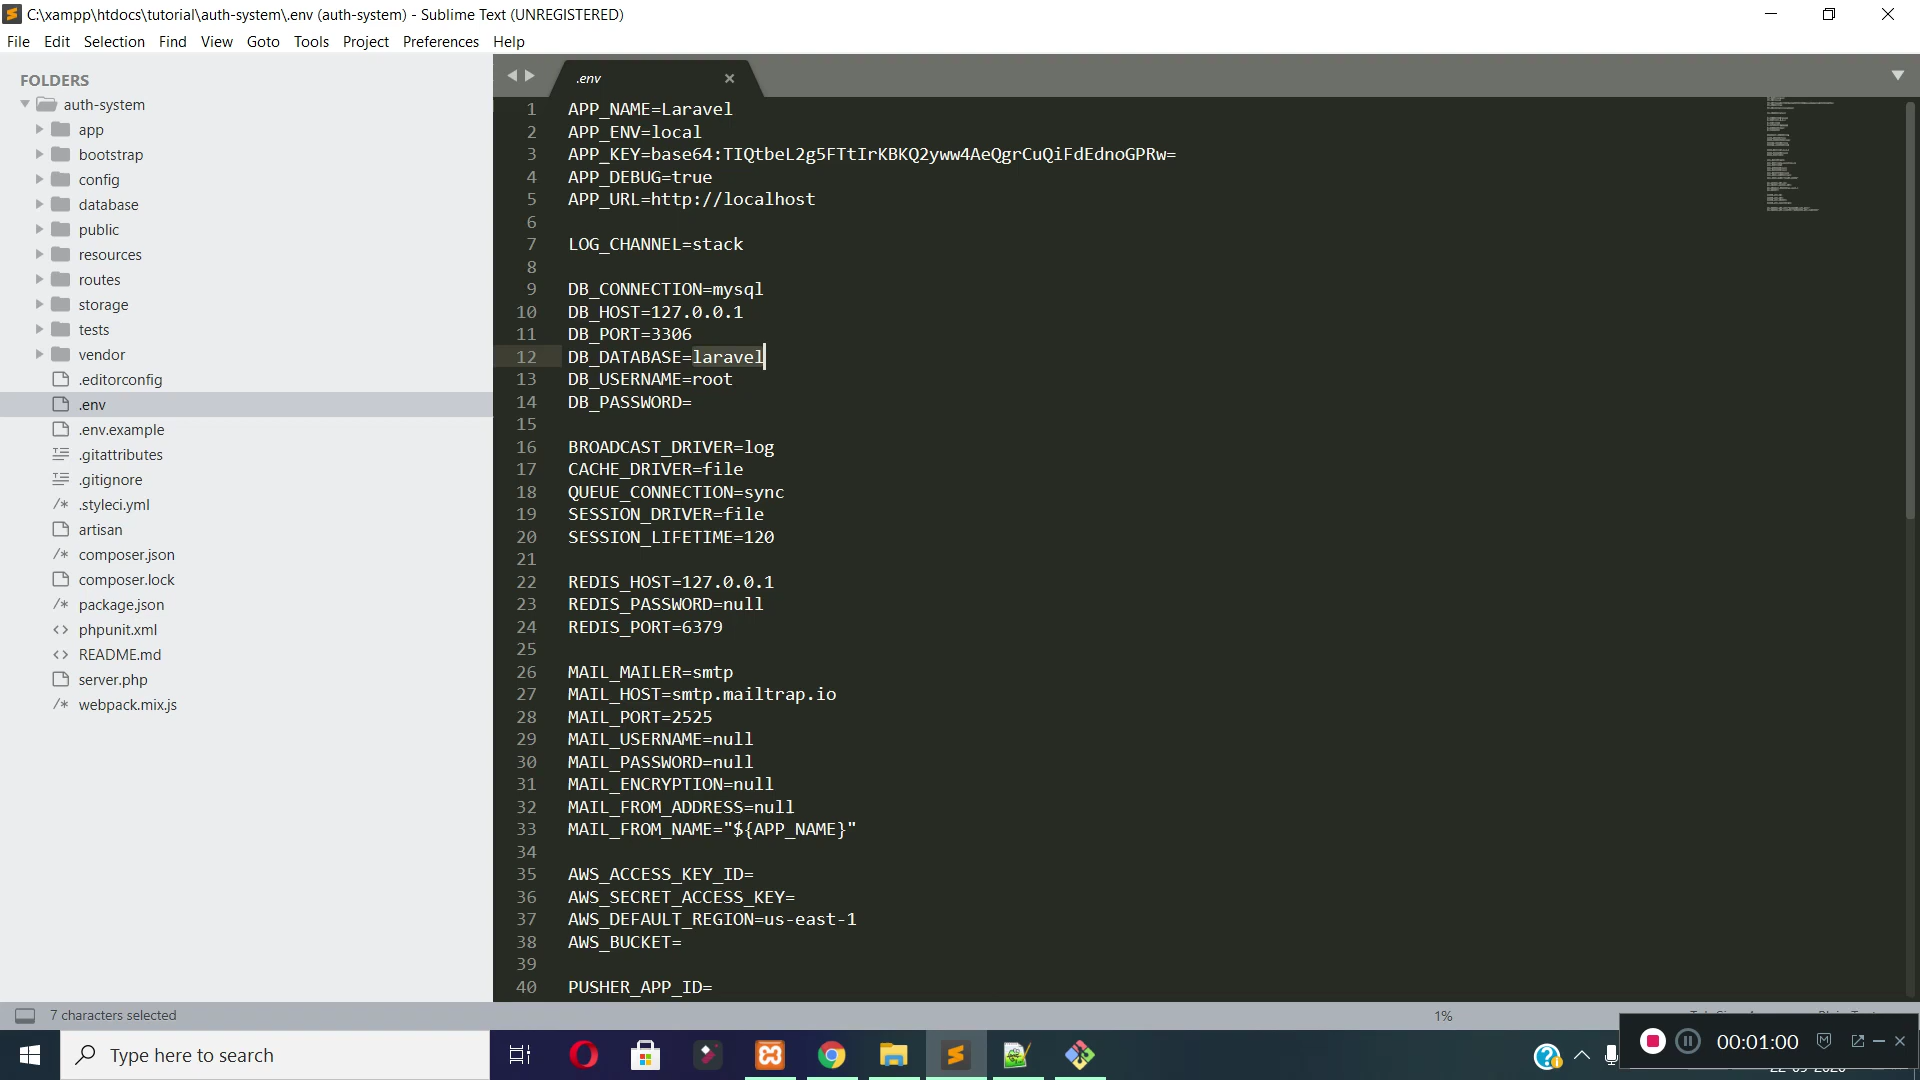 C:\xampp\htdocs\tutorial\auth-system\.env (auth-system) - Sublime Text (UNREGISTERED)
File Edit Selection Find View Goto Tools Project Preferences Help
FOLDERS
auth-system
app
bootstrap
config
database
public
resources
routes
storage
tests
vendor
.editorconfig
.env
.env.example
.gitattributes
.gitignore
/* .styleci.yml
artisan
/* composer.json
composer.lock
/* package.json
<> phpunit.xml
<> README.md
server.php
/* webpack.mix.js
.env
1 APP_NAME=Laravel
2 APP_ENV=local
3 APP_KEY=base64:TIQtbeL2g5FTtIrKBKQ2yww4AeQgrCuQiFdEdnoGPRw=
4 APP_DEBUG=true
5 APP_URL=http://localhost
6
7 LOG_CHANNEL=stack
8
9 DB_CONNECTION=mysql
10 DB_HOST=127.0.0.1
11 DB_PORT=3306
12 DB_DATABASE=laravel
13 DB_USERNAME=root
14 DB_PASSWORD=
15
16 BROADCAST_DRIVER=log
17 CACHE_DRIVER=file
18 QUEUE_CONNECTION=sync
19 SESSION_DRIVER=file
20 SESSION_LIFETIME=120
21
22 REDIS_HOST=127.0.0.1
23 REDIS_PASSWORD=null
24 REDIS_PORT=6379
25
26 MAIL_MAILER=smtp
27 MAIL_HOST=smtp.mailtrap.io
28 MAIL_PORT=2525
29 MAIL_USERNAME=null
30 MAIL_PASSWORD=null
31 MAIL_ENCRYPTION=null
32 MAIL_FROM_ADDRESS=null
33 MAIL_FROM_NAME="${APP_NAME}"
34
35 AWS_ACCESS_KEY_ID=
36 AWS_SECRET_ACCESS_KEY=
37 AWS_DEFAULT_REGION=us-east-1
38 AWS_BUCKET=
39
40 PUSHER_APP_ID=
7 characters selected
1%
Type here to search
00:01:00